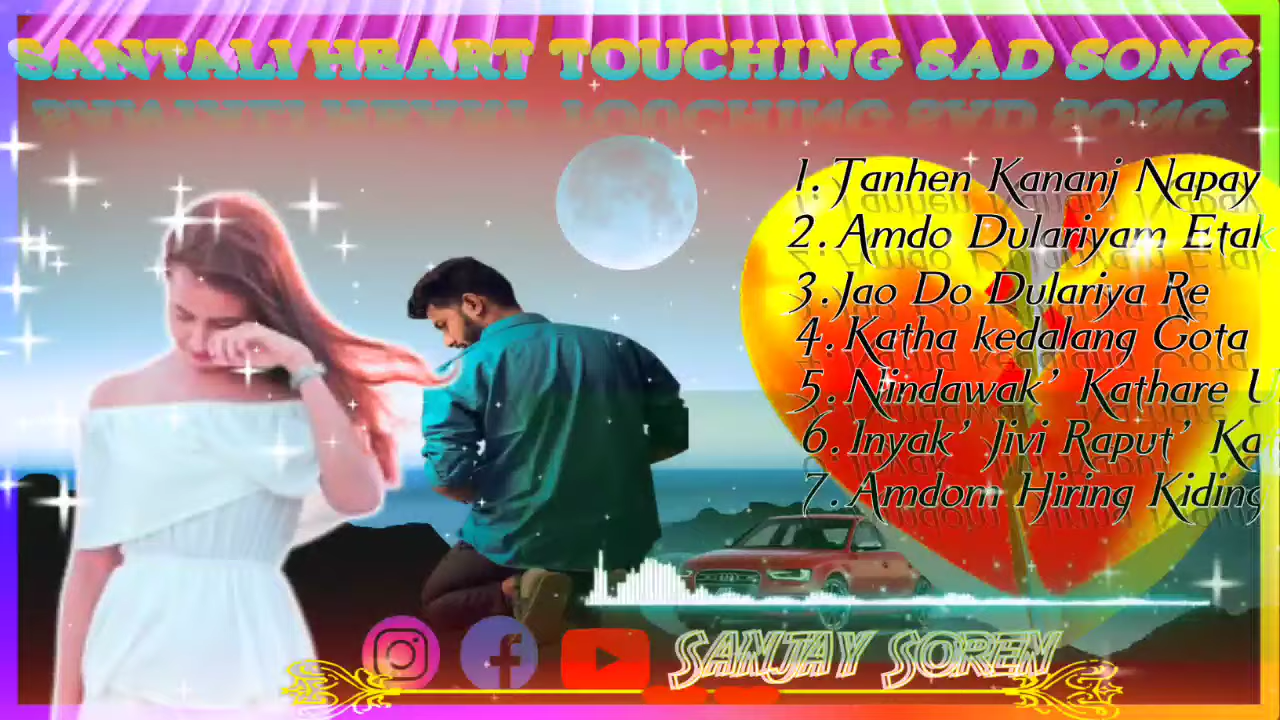 SANTALI HEART TOUCHING SAD SONG
1. Tanhen Kananj Napay
2. Amdo Dulariyam Etak
3. Jao Do Dulariya Re
4. Katha kedalang Gota
5. Nindawak' Kathare
6. Inyak' Jivi Raput'
7. Amdom Hiring Kiding
SANJAY SOREN